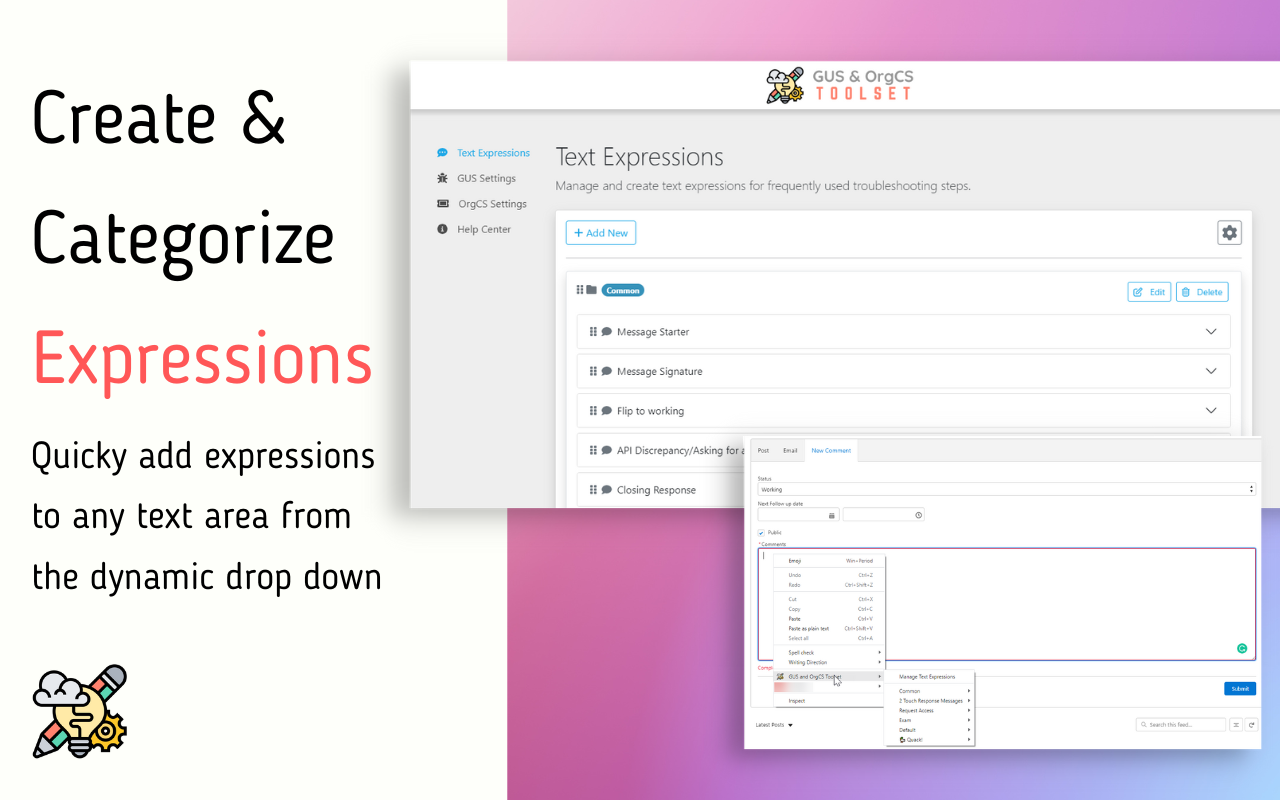 Create &
Categorize
Expressions
Quicky add expressions
to any text area from
the dynamic drop down
GUS & OrgCS
TOOLSET
Text Expressions
GUS Settings
OrgCS Settings
Help Center
Text Expressions
Manage and create text expressions for frequently used troubleshooting steps.
+ Add New
Common
Edit
Delete
Message Starter
Message Signature
Flip to working
API Discrepancy/Asking for a
Closing Response
Post Email New Comment
Status
Working
Next Follow up date
Public
*Comments
Emoji Win+Period
Undo Ctrl+Z
Redo Ctrl+Shift+Z
Cut Ctrl+X
Copy Ctrl+C
Paste Ctrl+V
Paste as plain text Ctrl+Shift+V
Select all Ctrl+A
Spell check
Writing Direction
GUS and OrgCS Toolset
Inspect
Manage Text Expressions
Common
2 Touch Response Messages
Request Access
Exam
Default
Quack!
Submit
Latest Posts
Search this feed...